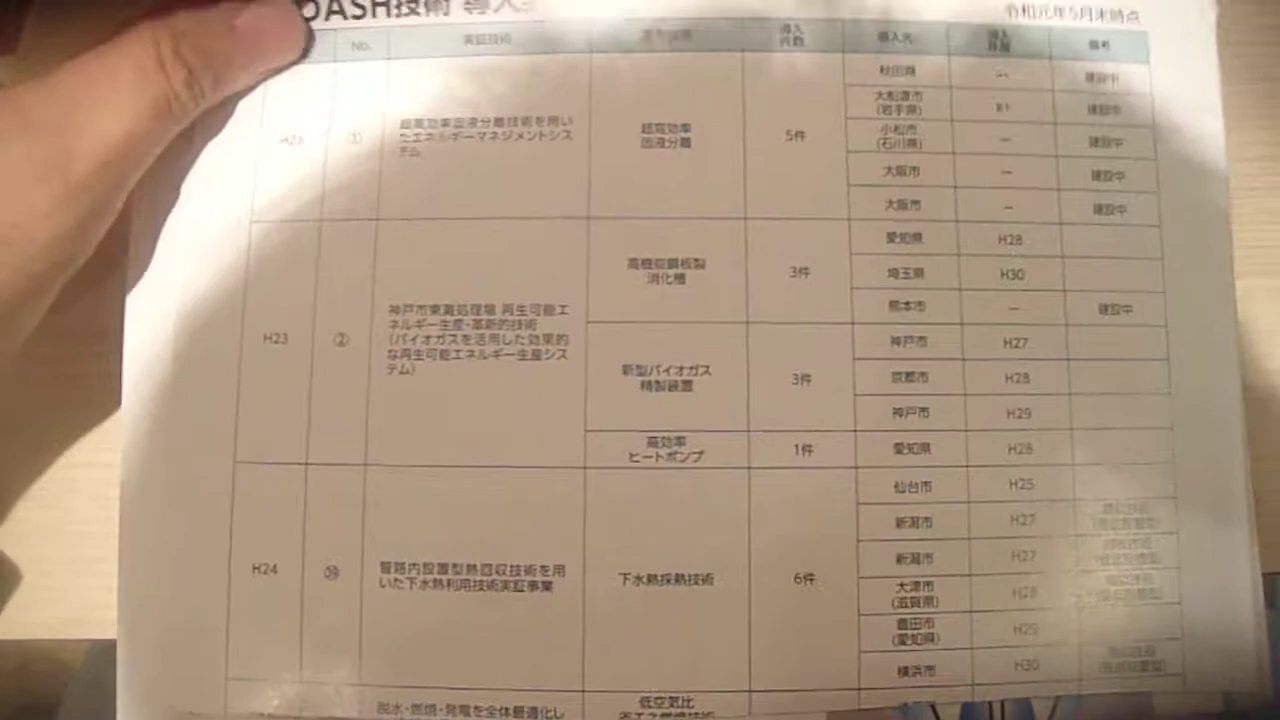 DASH技術 導入
令和元年5月末時点
No. 実証技術 導入件数 導入先 備考
H23 ① 超高効率固液分離技術を用い
たエネルギーマネジメントシス
テム
超高効率
固液分離
5件
秋田県 建設中
大船渡市
(岩手県)
建設中
小松市
(石川県)
― 建設中
大阪市 ― 建設中
大阪市 ― 建設中
H23 ② 神戸市東灘処理場 再生可能エ
ネルギー生産・革新的技術
(バイオガスを活用した効果的
な再生可能エネルギー生産シス
テム)
高機能鋼板製
消化槽
3件
愛知県 H28
埼玉県 H30
熊本市 ― 建設中
新型バイオガス
精製装置
3件
神戸市 H27
京都市 H28
神戸市 H29
高効率
ヒートポンプ
1件
愛知県 H28
H24 管路内設置型熱回収技術を用
いた下水熱利用技術実証事業
下水熱採熱技術
6件
仙台市 H25
新潟市 H27
新潟市 H27
大津市
(滋賀県)
H28
豊田市
(愛知県)
H29
横浜市 H30
脱水・燃焼・発電を全体最適化し
低空気比
省エネ燃焼技術